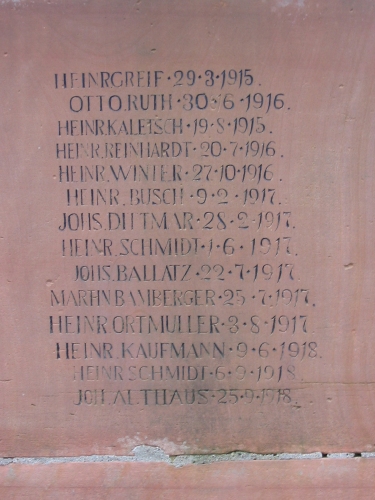 HEINR.GREIF·29·3·1915.
OTTO.RUTH·30·6·1916.
HEINR.KALETSCH·19·8·1915.
HEINR.REINHARDT·20·7·1916.
HEINR.WINTER·27·10·1916.
HEINR.BUSCH·9·2·1917.
JOHS.DITTMAR·28·2·1917.
HEINR.SCHMIDT·1·6·1917.
JOHS.BALLATZ·22·7·1917.
MARTIN BAMBERGER·25·7·1917.
HEINR.ORTMÜLLER·3·8·1917
HEINR.KAUFMANN·9·6·1918.
HEINR.SCHMIDT·6·9·1918.
JOH.ALTHAUS·25·9·1918.